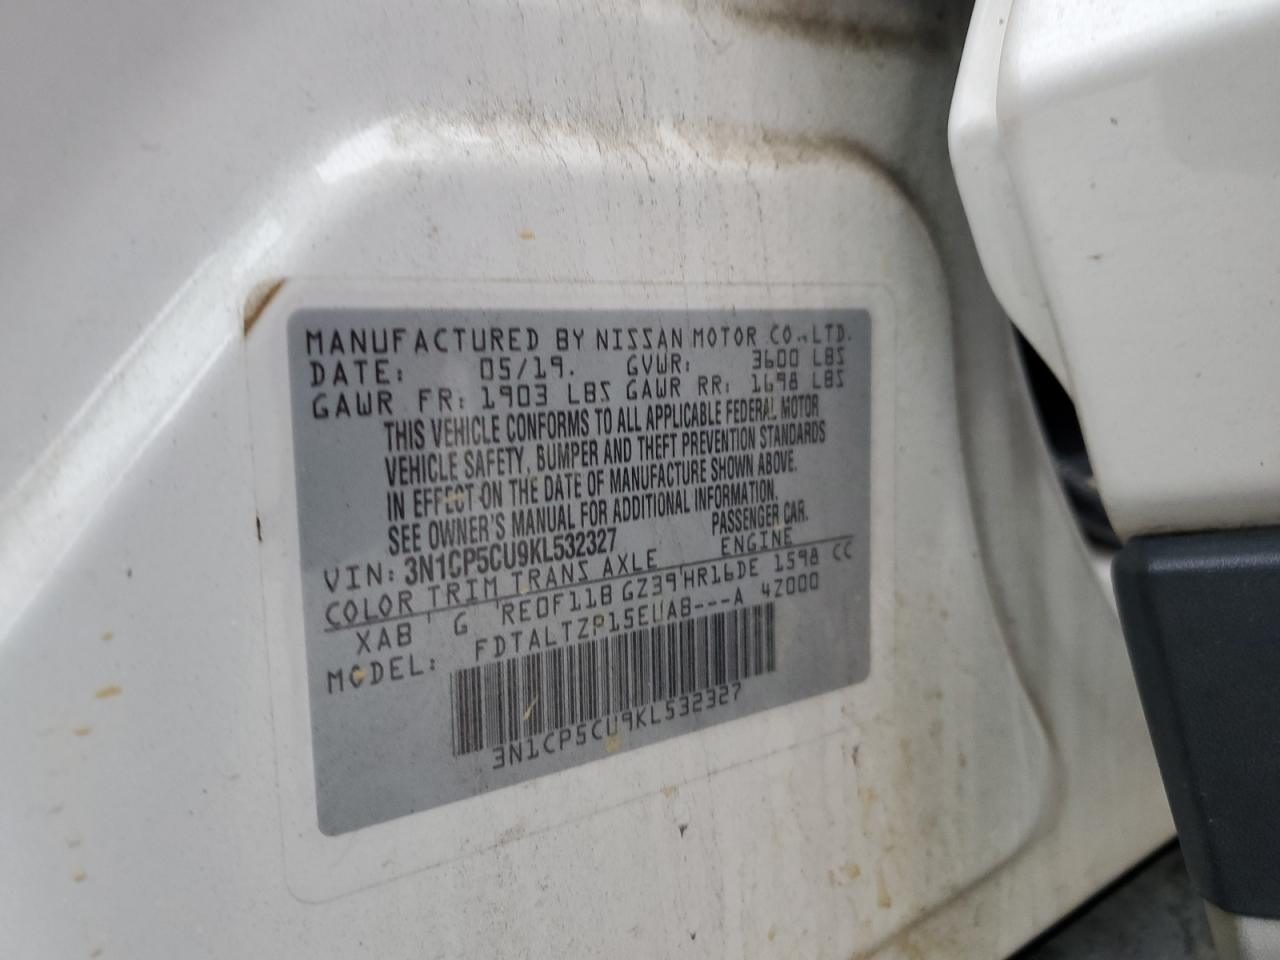 MANUFACTURED BY NISSAN MOTOR CO., LTD.
DATE: 05/19. GVWR: 3600 LBS
GAWR FR: 1903 LBS GAWR RR: 1698 LBS
THIS VEHICLE CONFORMS TO ALL APPLICABLE FEDERAL MOTOR
VEHICLE SAFETY, BUMPER AND THEFT PREVENTION STANDARDS
IN EFFECT ON THE DATE OF MANUFACTURE SHOWN ABOVE.
SEE OWNER'S MANUAL FOR ADDITIONAL INFORMATION.
VIN: 3N1CP5CU9KL532327 PASSENGER CAR.
COLOR TRIM TRANS AXLE ENGINE
XAB G RE0F11B GZ39 HR16DE 1598 CC
MODEL: FDTALTZP15EUA8---A 4Z000
3N1CP5CU9KL532327